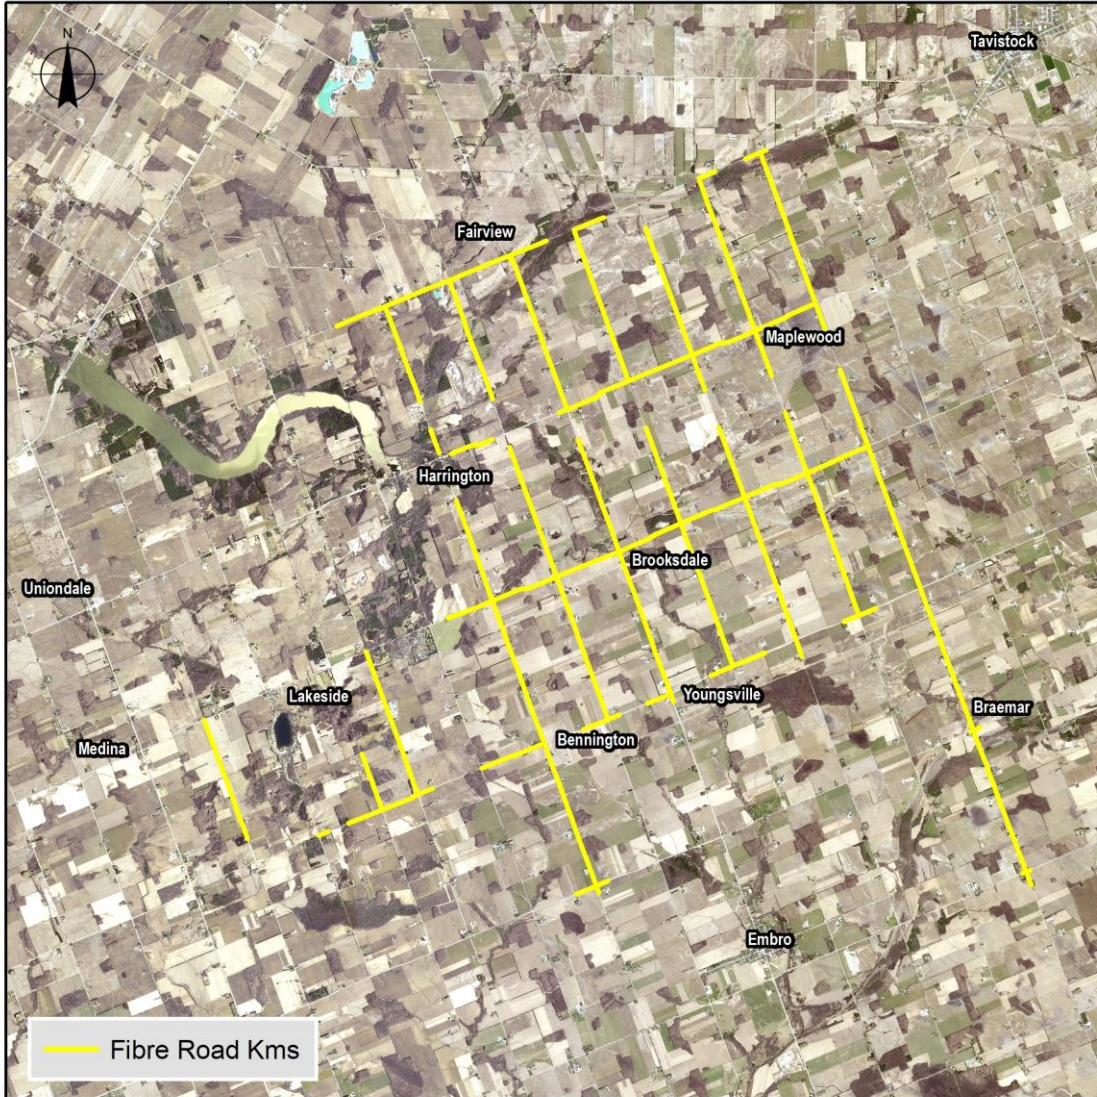 N
Tavistock
Fairview
Maplewood
Harrington
Brooksdale
Uniondale
Lakeside
Youngsville
Braemar
Medina
Bennington
Embro
Fibre Road Kms